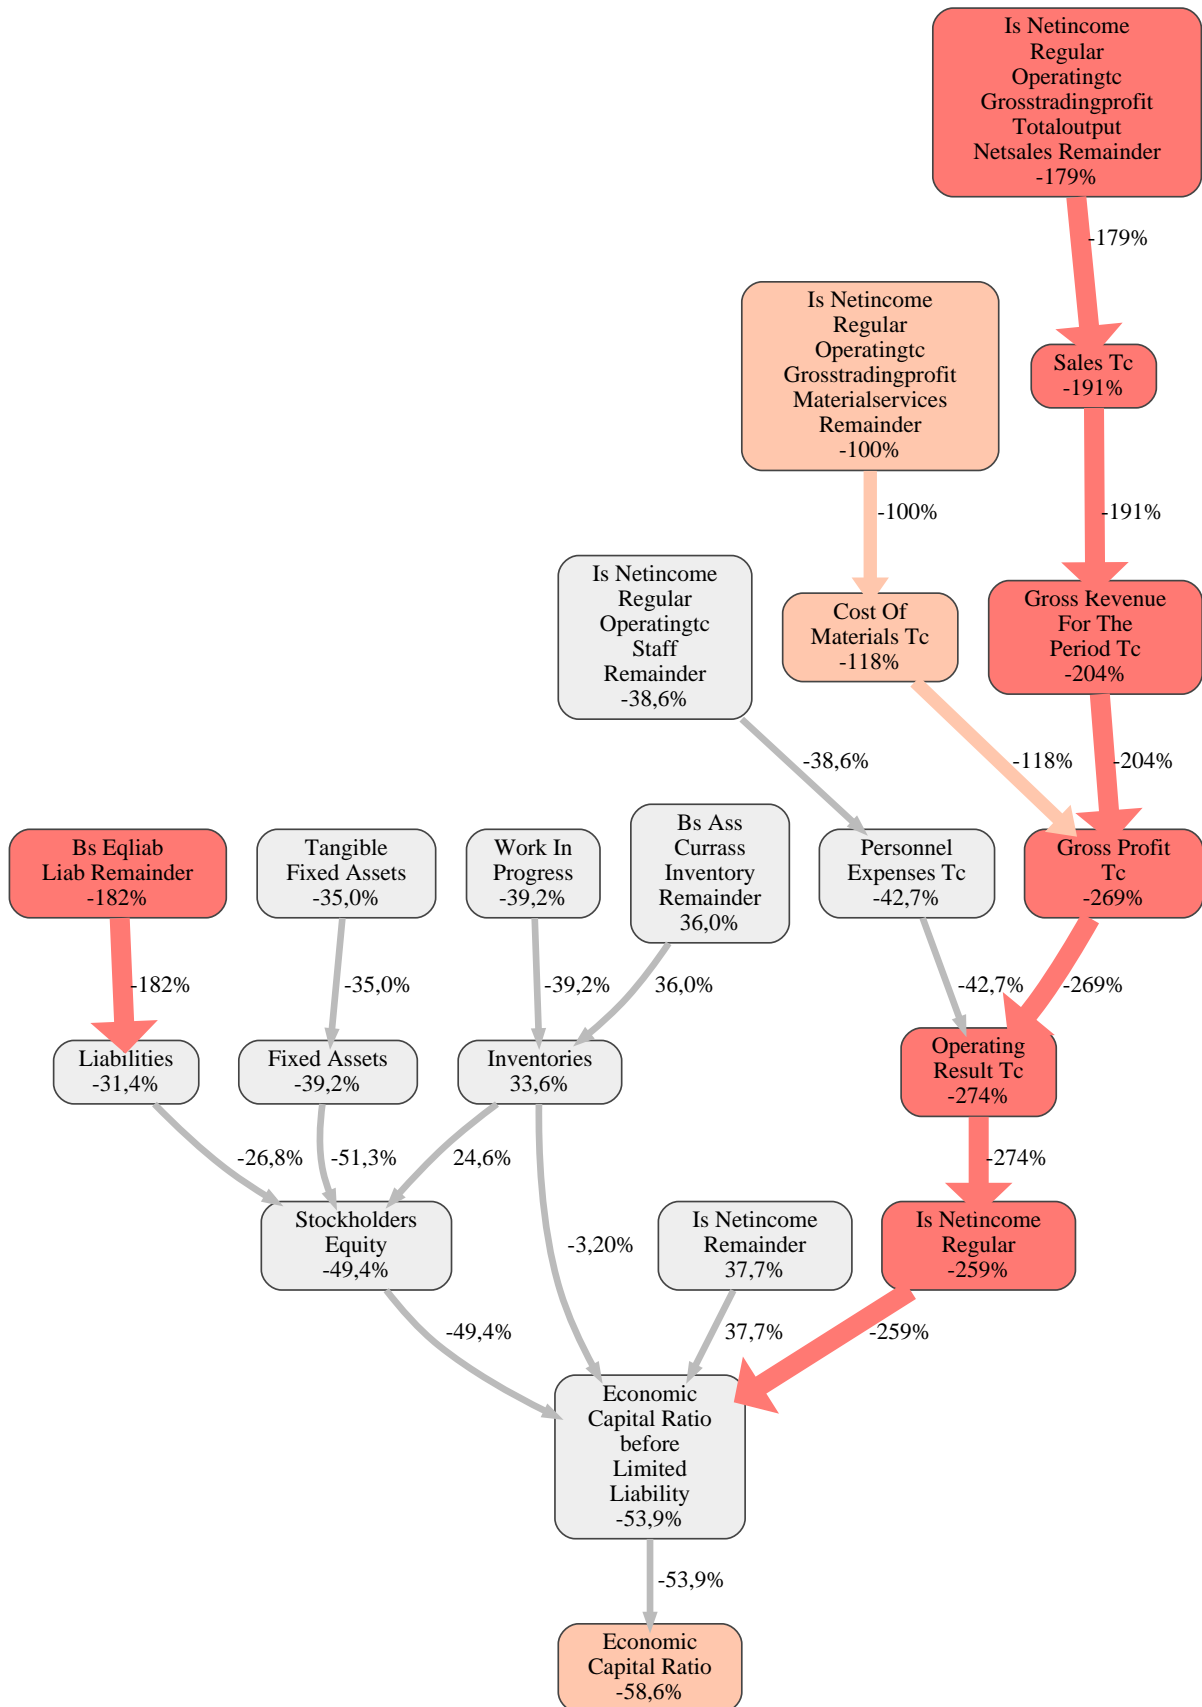 Is Netincome
Regular
Operatingtc
Grosstradingprofit
Totaloutput
Netsales Remainder
-179%
-179%
Is Netincome
Regular
Operatingtc
Grosstradingprofit
Materialservices
Remainder
-100%
Sales Tc
-191%
-100%
-191%
Is Netincome
Regular
Operatingtc
Staff
Remainder
-38,6%
Cost Of
Materials Tc
-118%
Gross Revenue
For The
Period Tc
-204%
-38,6%
-118%
-204%
Bs Eqliab
Liab Remainder
-182%
Tangible
Fixed Assets
-35,0%
Work In
Progress
-39,2%
Bs Ass
Currass
Inventory
Remainder
36,0%
Personnel
Expenses Tc
-42,7%
Gross Profit
Tc
-269%
-182%
-35,0%
-39,2%
36,0%
-42,7%
-269%
Liabilities
-31,4%
Fixed Assets
-39,2%
Inventories
33,6%
Operating
Result Tc
-274%
-26,8%
-51,3%
24,6%
-274%
Stockholders
Equity
-49,4%
-3,20%
Is Netincome
Remainder
37,7%
Is Netincome
Regular
-259%
-49,4%
37,7%
-259%
Economic
Capital Ratio
before
Limited
Liability
-53,9%
-53,9%
Economic
Capital Ratio
-58,6%